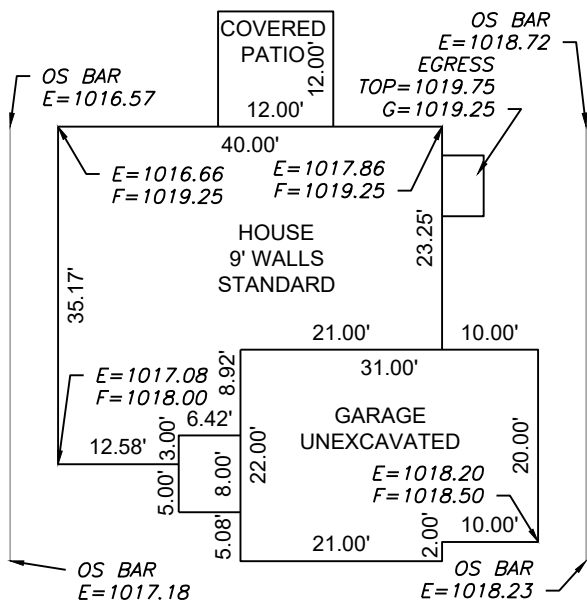 COVERED
PATIO
12.00'
12.00'
OS BAR
E=1018.72
OS BAR
E=1016.57
EGRESS
TOP=1019.75
G=1019.25
40.00'
E=1016.66
F=1019.25
E=1017.86
F=1019.25
HOUSE
9' WALLS
STANDARD
23.25'
35.17'
21.00'
10.00'
31.00'
8.92'
E=1017.08
F=1018.00
6.42'
GARAGE
UNEXCAVATED
12.58'
3.00'
5.00'
8.00'
22.00'
20.00'
E=1018.20
F=1018.50
5.08'
21.00'
2.00'
10.00'
OS BAR
E=1017.18
OS BAR
E=1018.23